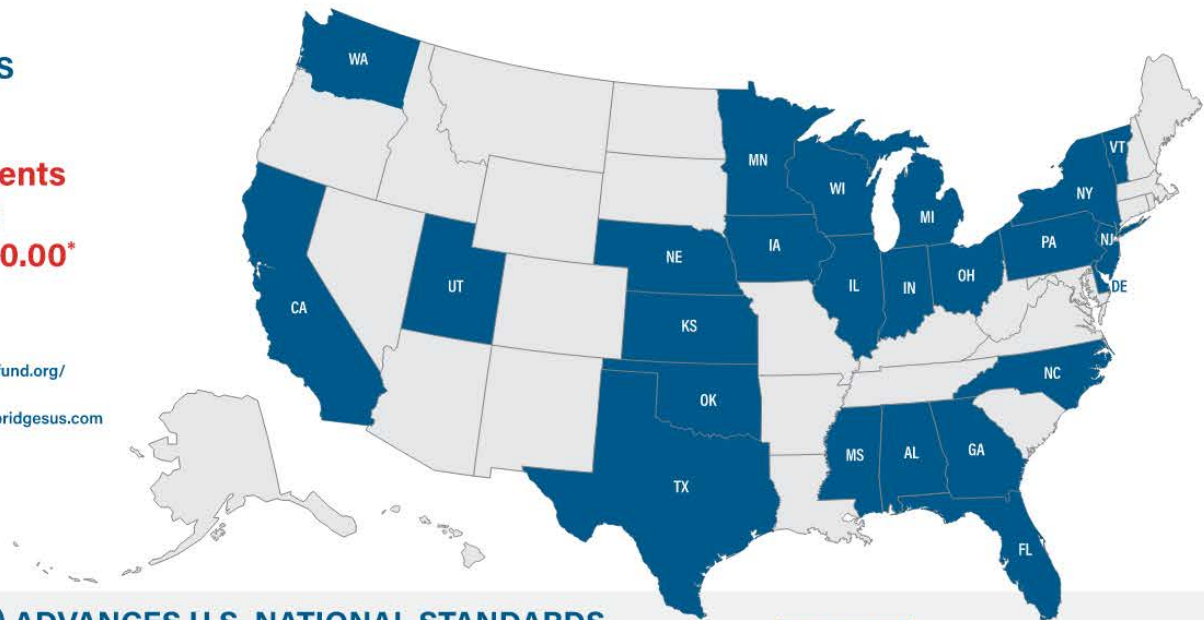 S
ents
0.00*
fund.org/
bridgesus.com
WA
MN
VT
WI
NY
MI
IA
PA
NJ
NE
OH
UT
IL
IN
DE
CA
KS
NC
OK
MS
AL
GA
TX
FL
) ADVANCES U.S. NATIONAL STANDARDS